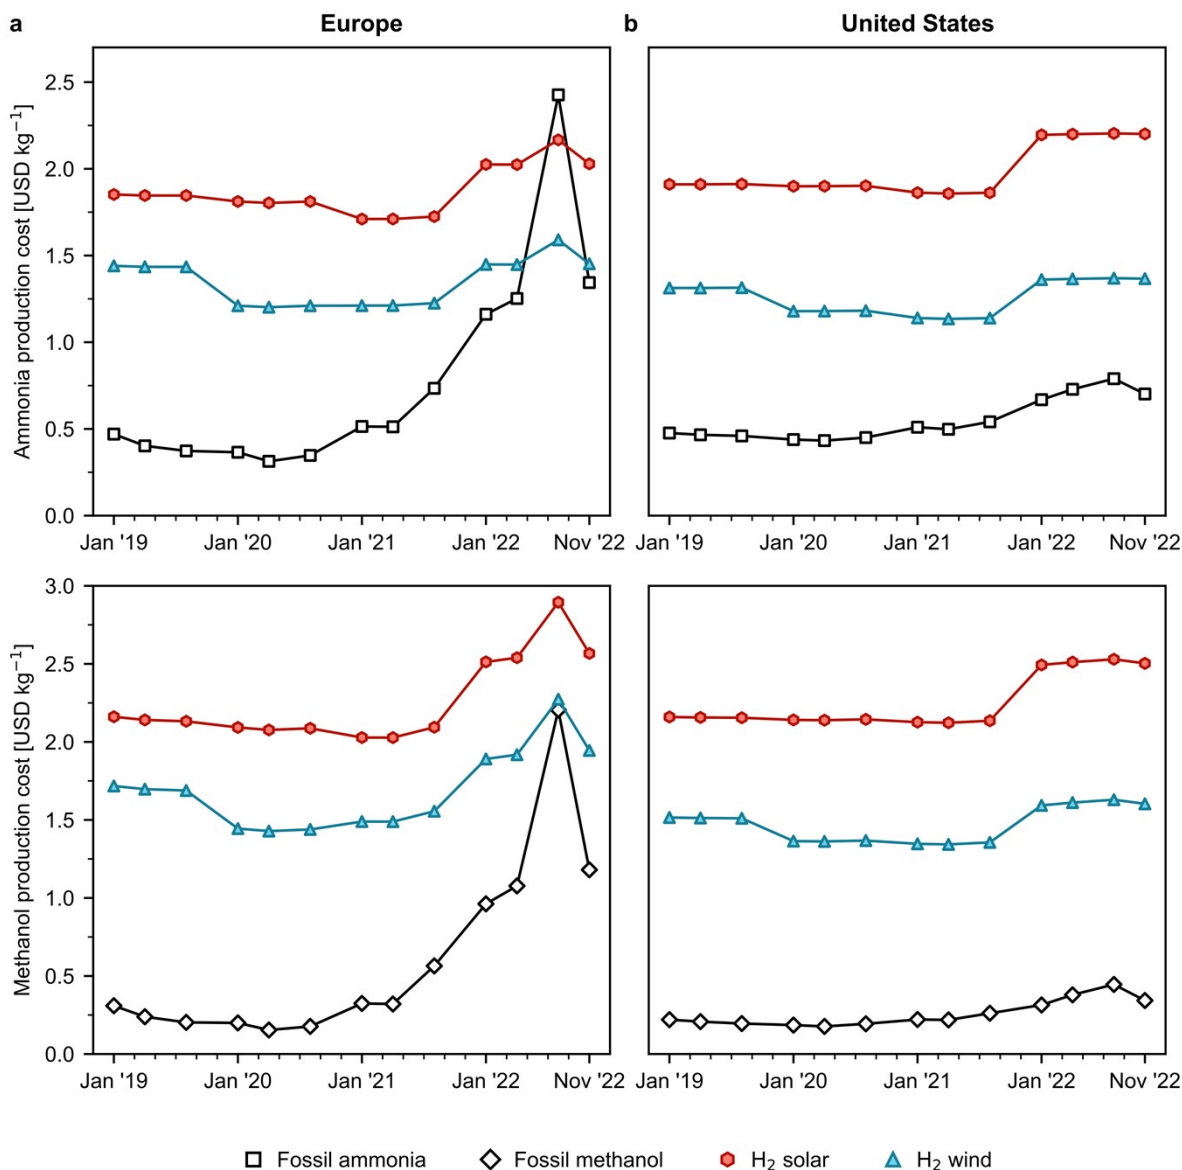 a Europe b United States
Ammonia production cost [USD kg⁻¹]
2.5
2.0
1.5
1.0
0.5
0.0
Jan '19 Jan '20 Jan '21 Jan '22 Nov '22 Jan '19 Jan '20 Jan '21 Jan '22 Nov '22
Methanol production cost [USD kg⁻¹]
3.0
2.5
2.0
1.5
1.0
0.5
0.0
Jan '19 Jan '20 Jan '21 Jan '22 Nov '22 Jan '19 Jan '20 Jan '21 Jan '22 Nov '22
Fossil ammonia Fossil methanol H₂ solar H₂ wind